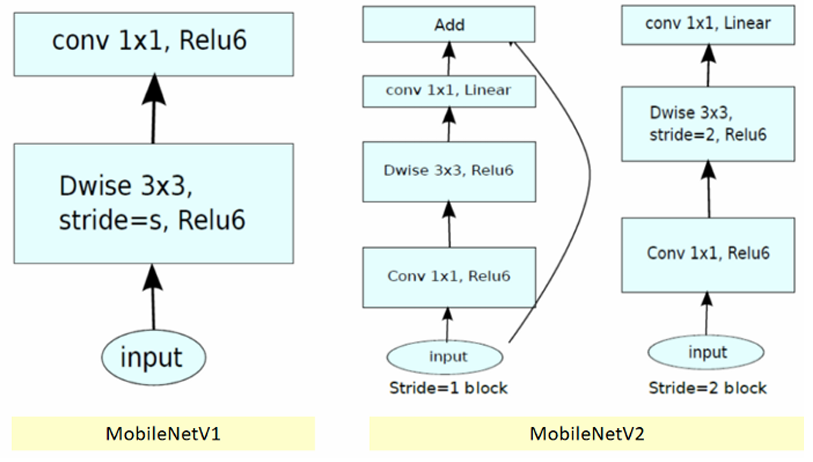 conv 1x1, Relu6
Dwise 3x3,
stride=s, Relu6
input
MobileNetV1
Add
conv 1x1, Linear
Dwise 3x3, Relu6
Conv 1x1, Relu6
input
Stride=1 block
conv 1x1, Linear
Dwise 3x3,
stride=2, Relu6
Conv 1x1, Relu6
input
Stride=2 block
MobileNetV2